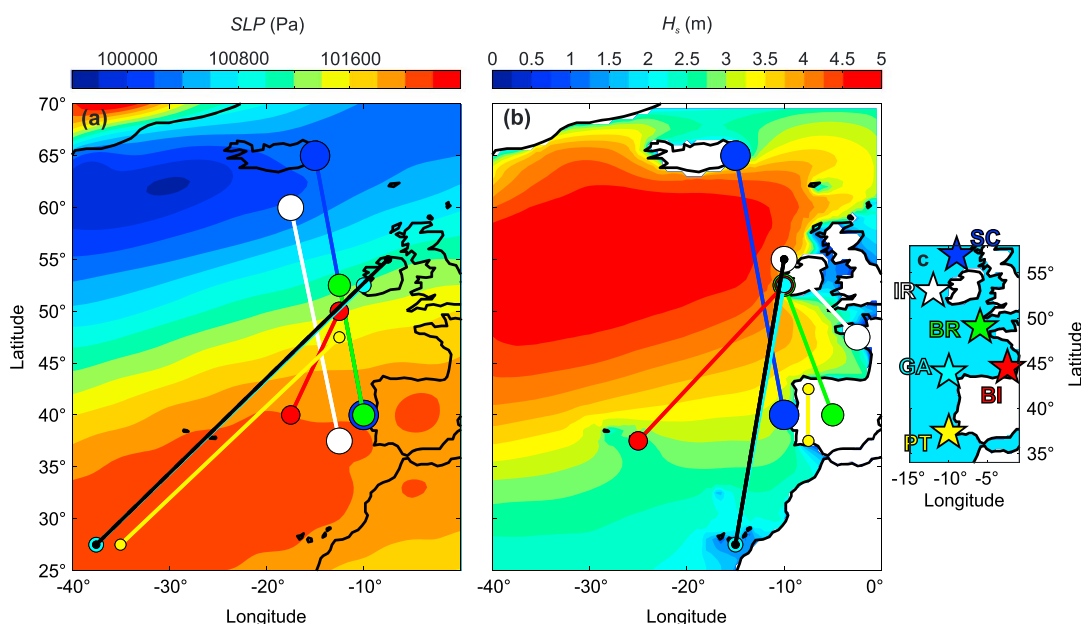 SLP (Pa)
Hs (m)
100000 100800 101600
0 0.5 1 1.5 2 2.5 3 3.5 4 4.5 5
70°
65°
60°
55°
50°
45°
40°
35°
30°
25°
Latitude
(a)
-40 -30 -20 -10
Longitude
(b)
-40° -30° -20° -10° 0°
Longitude
c
SC
IR
BR
GA
BI
PT
55°
50°
45°
40°
35°
Latitude
-15° -10° -5°
Longitude